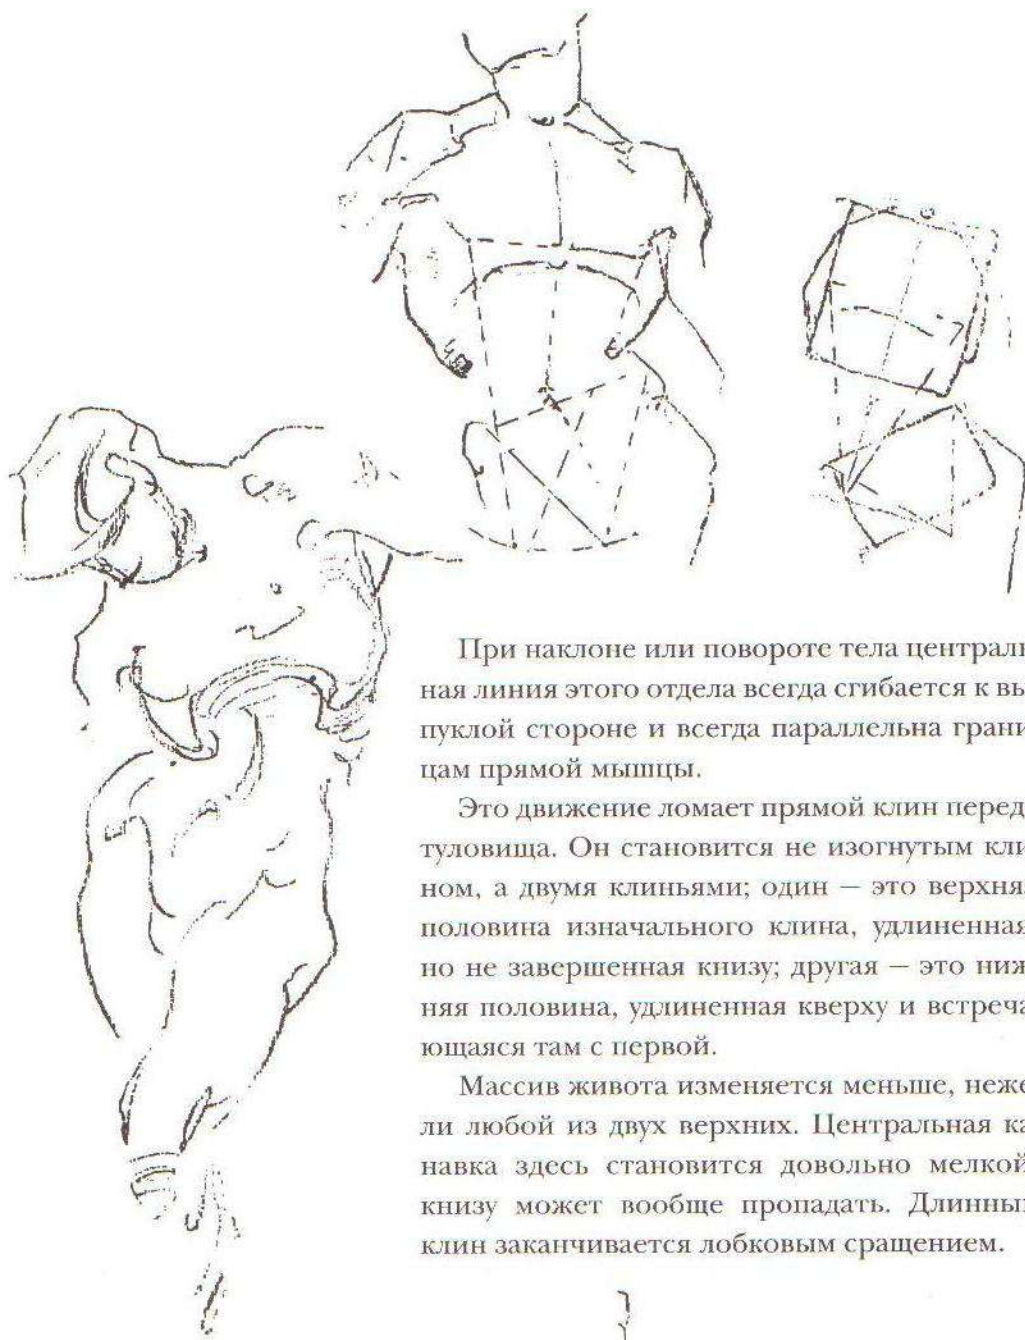 При наклоне или повороте тела централь
ная линия этого отдела всегда сгибается к вы
пуклой стороне и всегда параллельна грани
цам прямой мышцы.
Это движение ломает прямой клин перед
туловища. Он становится не изогнутым кли
ном, а двумя клиньями; один — это верхня
половина изначального клина, удлиненная
но не завершенная книзу; другая — это ниж
няя половина, удлиненная кверху и встреча
ющаяся там с первой.
Массив живота изменяется меньше, неже
ли любой из двух верхних. Центральная ка
навка здесь становится довольно мелкой
книзу может вообще пропадать. Длинны
клин заканчивается лобковым сращением.